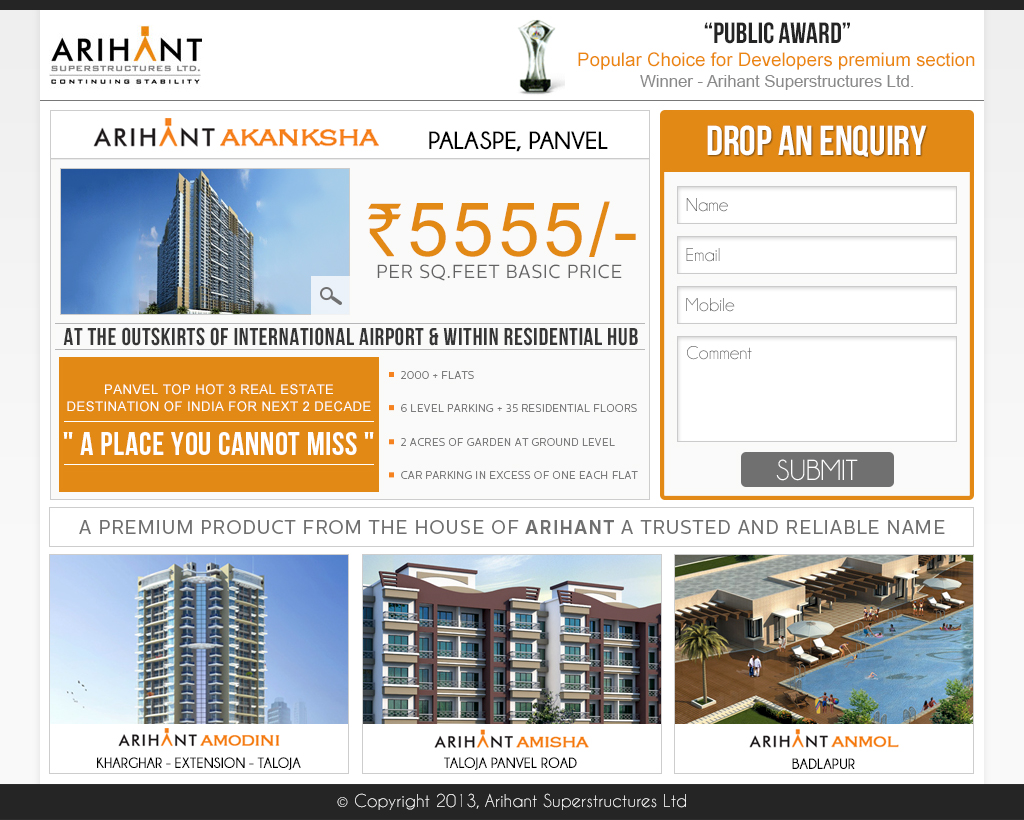 ARIHANT
SUPERSTRUCTURES LTD.
CONTINUING STABILITY
“PUBLIC AWARD”
Popular Choice for Developers premium section
Winner - Arihant Superstructures Ltd.
ARIHANT AKANKSHA
PALASPE, PANVEL
₹5555/-
PER SQ.FEET BASIC PRICE
AT THE OUTSKIRTS OF INTERNATIONAL AIRPORT & WITHIN RESIDENTIAL HUB
PANVEL TOP HOT 3 REAL ESTATE
DESTINATION OF INDIA FOR NEXT 2 DECADE
" A PLACE YOU CANNOT MISS "
2000 + FLATS
6 LEVEL PARKING + 35 RESIDENTIAL FLOORS
2 ACRES OF GARDEN AT GROUND LEVEL
CAR PARKING IN EXCESS OF ONE EACH FLAT
DROP AN ENQUIRY
Name
Email
Mobile
Comment
SUBMIT
A PREMIUM PRODUCT FROM THE HOUSE OF ARIHANT A TRUSTED AND RELIABLE NAME
ARIHANT AMODINI
KHARGHAR - EXTENSION - TALOJA
ARIHANT AMISHA
TALOJA PANVEL ROAD
ARIHANT ANMOL
BADLAPUR
© Copyright 2013, Arihant Superstructures Ltd